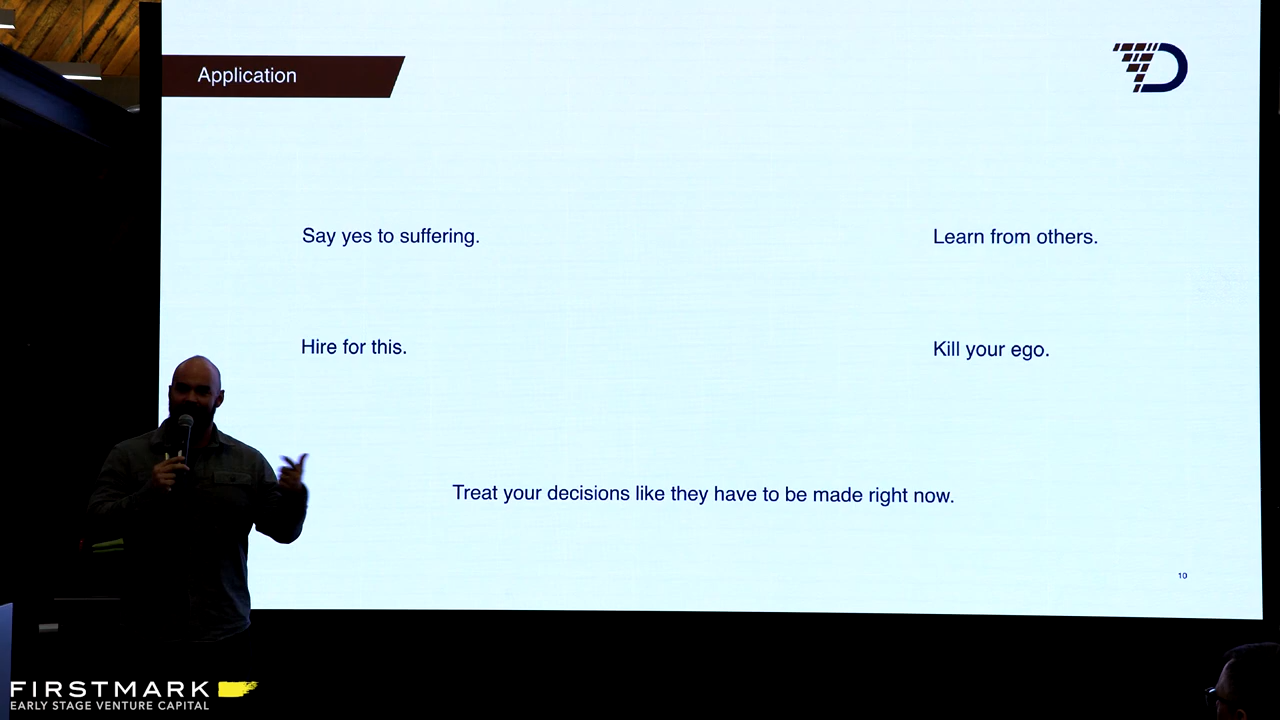 Application
Say yes to suffering.
Learn from others.
Hire for this.
Kill your ego.
Treat your decisions like they have to be made right now.
10
FIRSTMARK
EARLY STAGE VENTURE CAPITAL